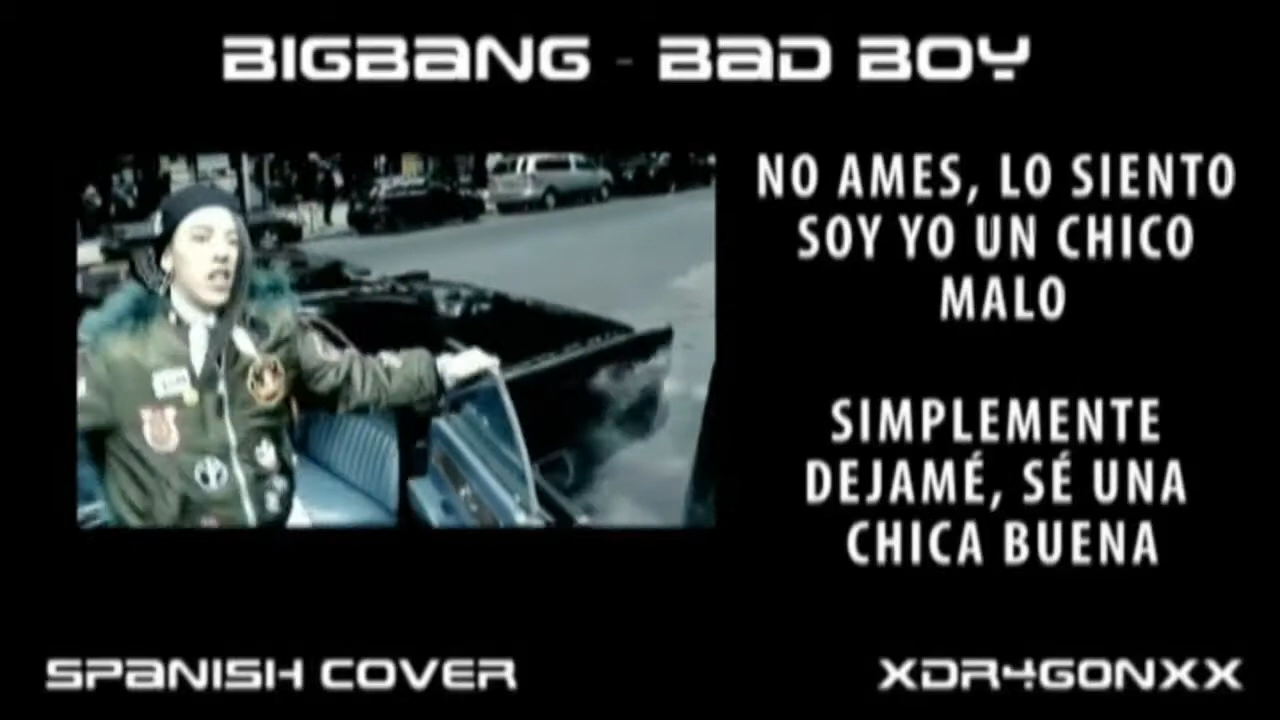 BIGBANG - BAD BOY
NO AMES, LO SIENTO
SOY YO UN CHICO
MALO
SIMPLEMENTE
DEJAMÉ, SÉ UNA
CHICA BUENA
SPANISH COVER
XDR4GONXX